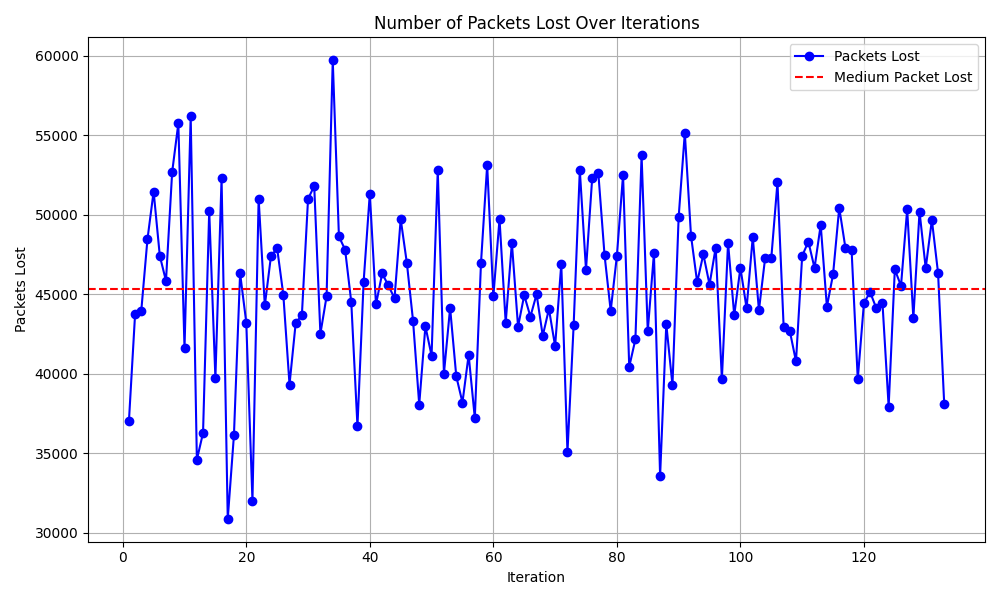 Number of Packets Lost Over Iterations
Packets Lost
Medium Packet Lost
60000
55000
50000
45000
40000
35000
30000
Packets Lost
0
20
40
60
80
100
120
Iteration